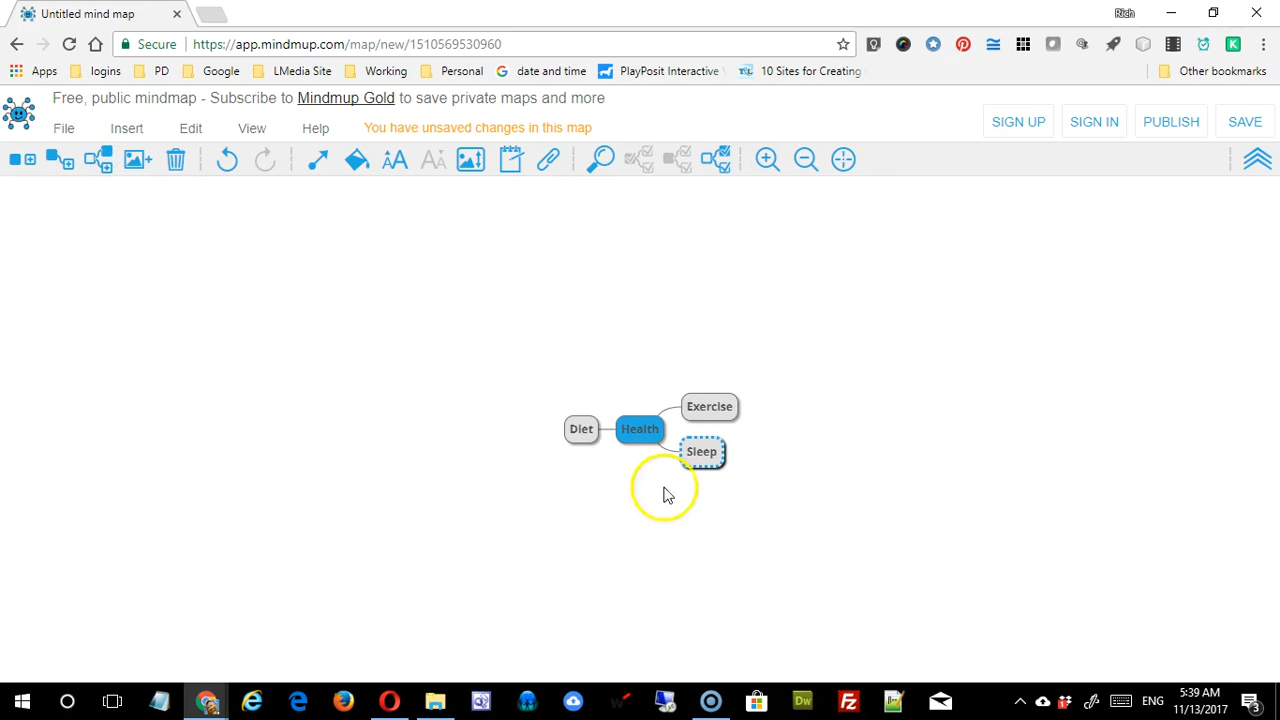 Untitled mind map
Rich
Secure
https://app.mindmup.com/map/new/1510569530960
Apps
logins
PD
Google
LMedia Site
Working
Personal
date and time
PlayPosit Interactive
10 Sites for Creating
Other bookmarks
Free, public mindmap - Subscribe to Mindmup Gold to save private maps and more
File
Insert
Edit
View
Help
You have unsaved changes in this map
SIGN UP
SIGN IN
PUBLISH
SAVE
Exercise
Diet
Health
Sleep
ENG
5:39 AM
11/13/2017